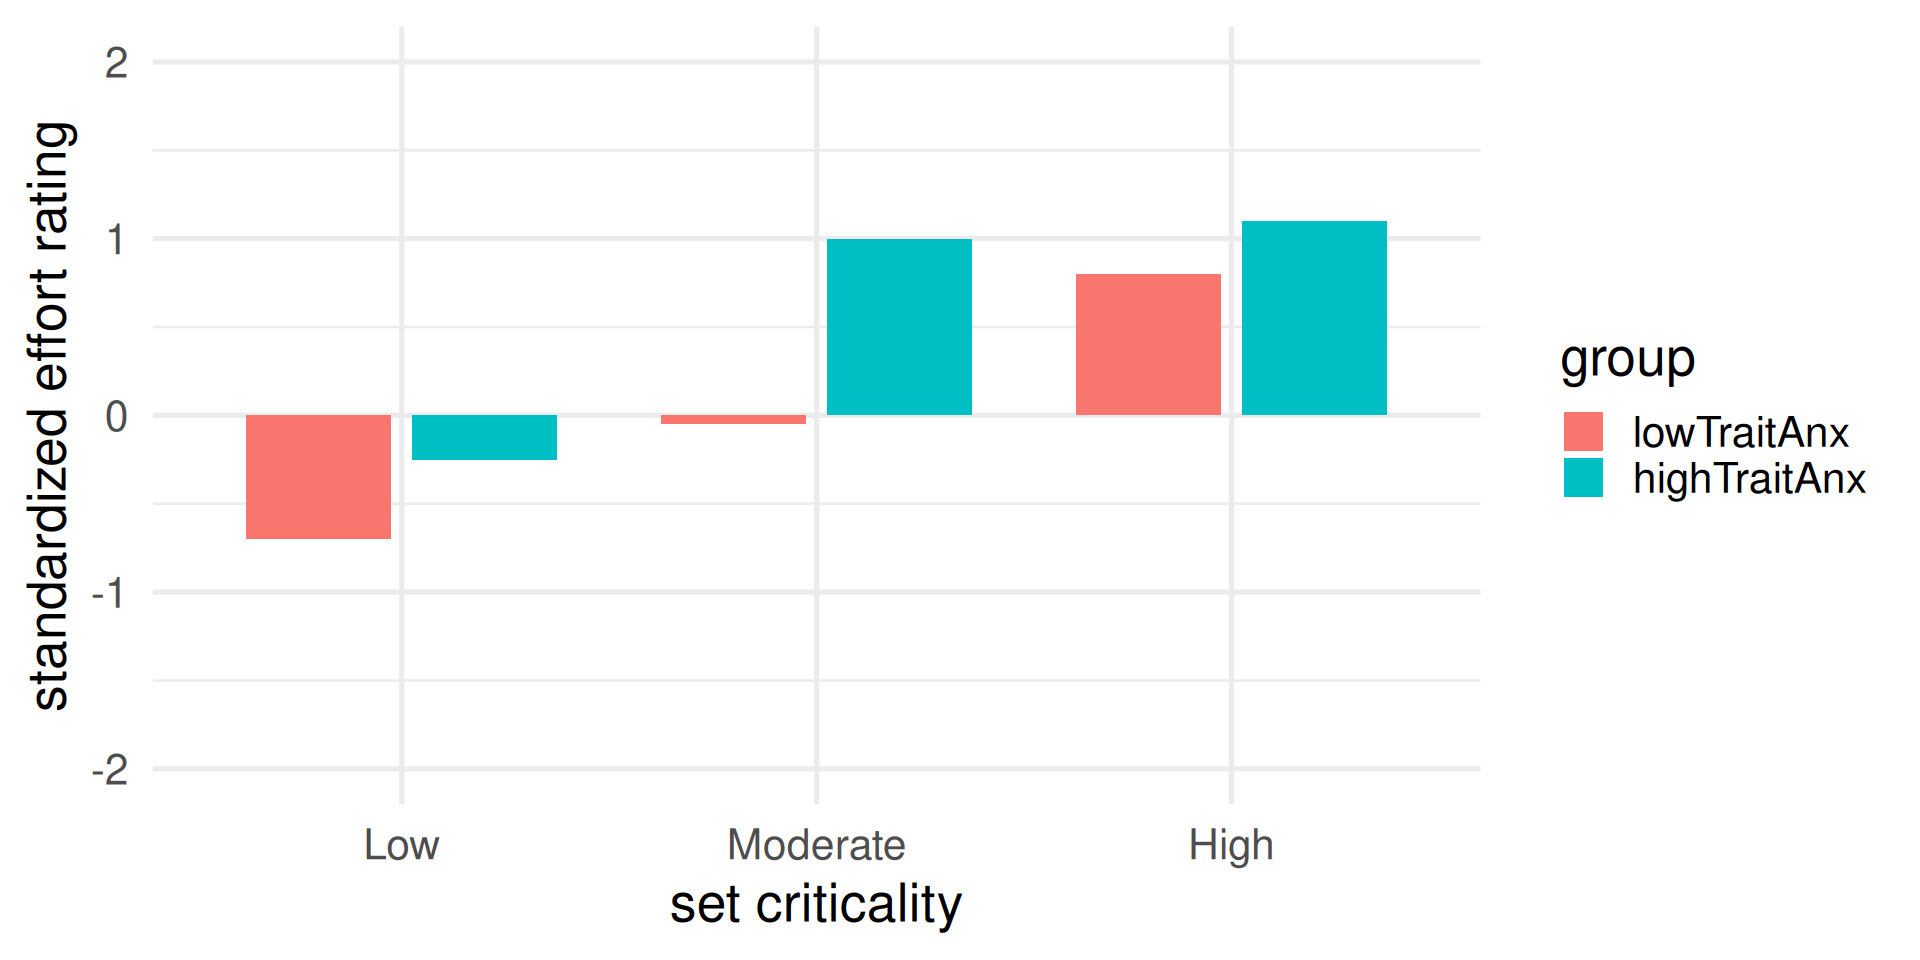 standardized effort rating
2
1
0
-1
-2
Low Moderate High
set criticality
group
lowTraitAnx
highTraitAnx